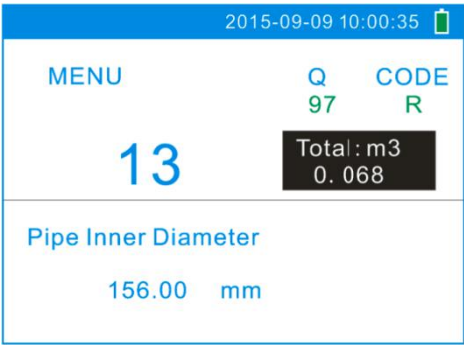 2015-09-09 10:00:35
MENU Q CODE
97 R
13 Total: m3
0. 068
Pipe Inner Diameter
156.00 mm